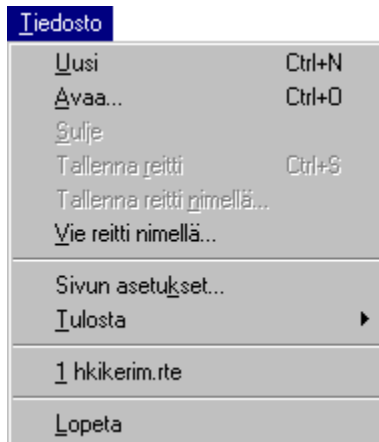 Tiedosto
Uusi Ctrl+N
Avaa... Ctrl+O
Sulje
Tallenna reitti Ctrl+S
Tallenna reitti nimellä...
Vie reitti nimellä...
Sivun asetukset...
Tulosta
1 hkikerim.rte
Lopeta